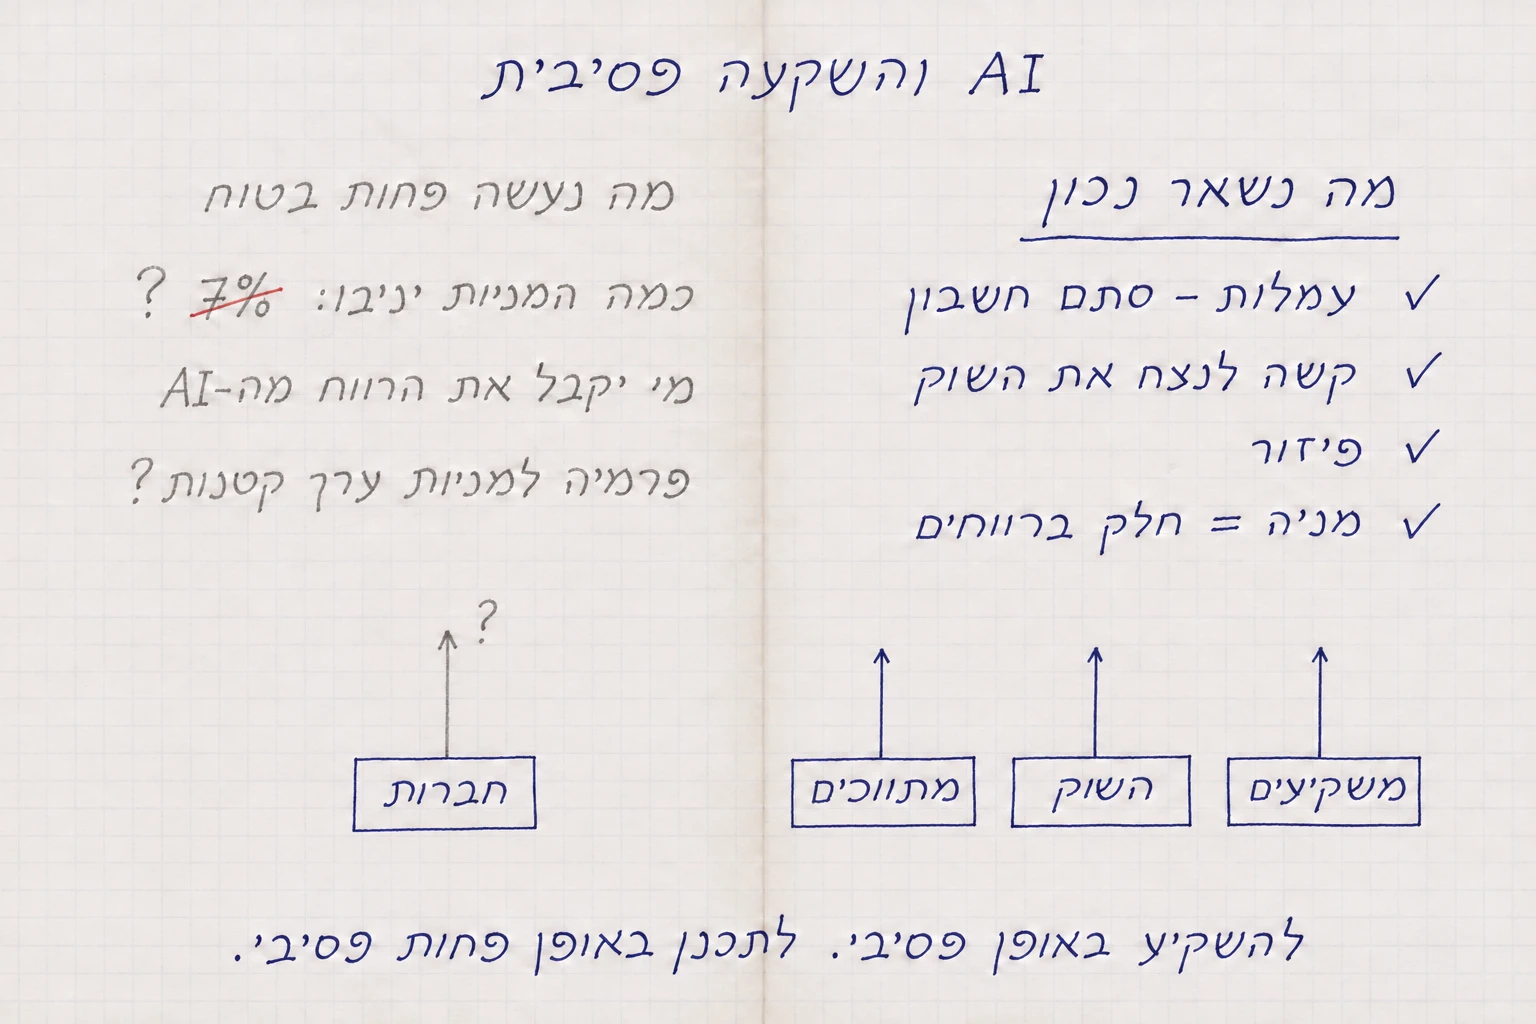 AI והשקעה פסיבית
מה נשאר נכון
✓ עמלות – סתם חשבון
✓ קשה לנצח את השוק
✓ פיזור
✓ מניה = חלק ברווחים
מה נעשה פחות בטוח
כמה המניות יניבו: 7% ?
מי יקבל את הרווח מה-AI
פרמיה למניות ערך קטנות?
משקיעים
השוק
מתווכים
?
חברות
להשקיע באופן פסיבי. לתכנן באופן פחות פסיבי.